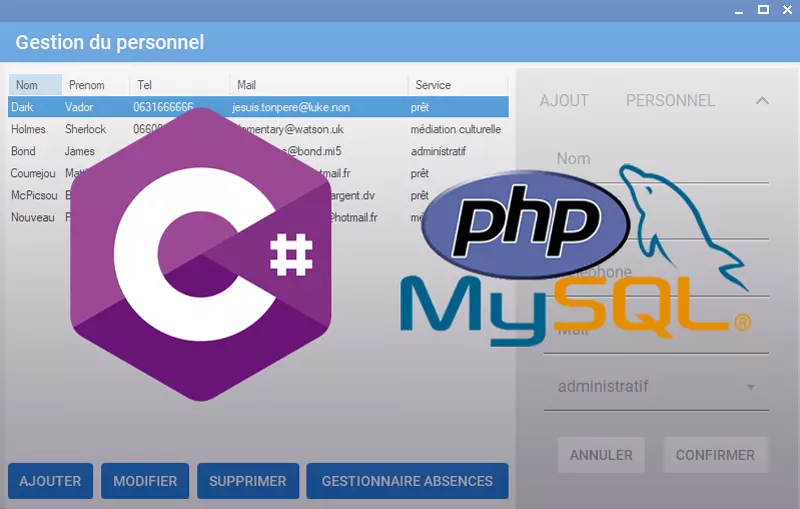 Gestion du personnel
Nom Prenom Tel Mail Service
Dark Vador 0631666666 jesuis.tonpere@luke.non prêt
Holmes Sherlock médiation culturelle
Bond James administratif
Courrejou prêt
McPicsou prêt
Nouveau
AJOUT PERSONNEL
Nom
Mail
administratif
ANNULER CONFIRMER
C#
php
MySQL®
AJOUTER MODIFIER SUPPRIMER GESTIONNAIRE ABSENCES